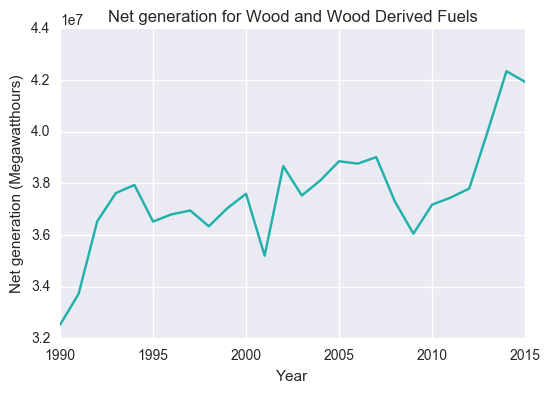 Net generation for Wood and Wood Derived Fuels
1e7
4.4
4.2
4.0
3.8
3.6
3.4
3.2
Net generation (Megawatthours)
1990 1995 2000 2005 2010 2015
Year